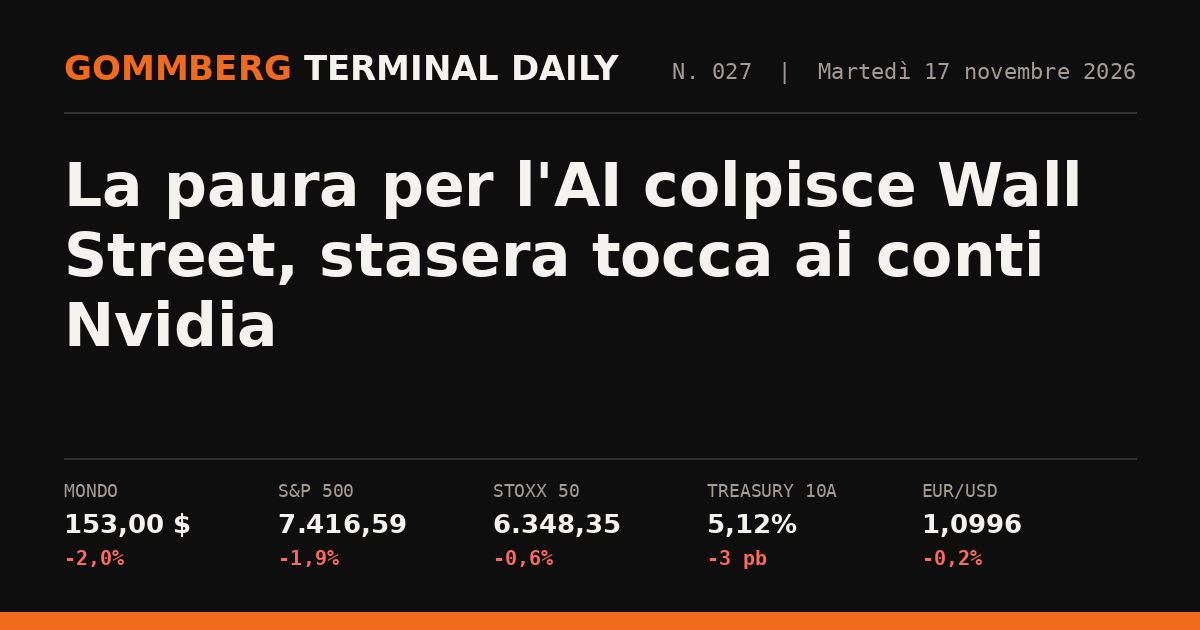 GOMMBERG TERMINAL DAILY N. 027 | Martedì 17 novembre 2026
La paura per l'AI colpisce Wall
Street, stasera tocca ai conti
Nvidia
MONDO S&P 500 STOXX 50 TREASURY 10A EUR/USD
153,00 $ 7.416,59 6.348,35 5,12% 1,0996
-2,0% -1,9% -0,6% -3 pb -0,2%